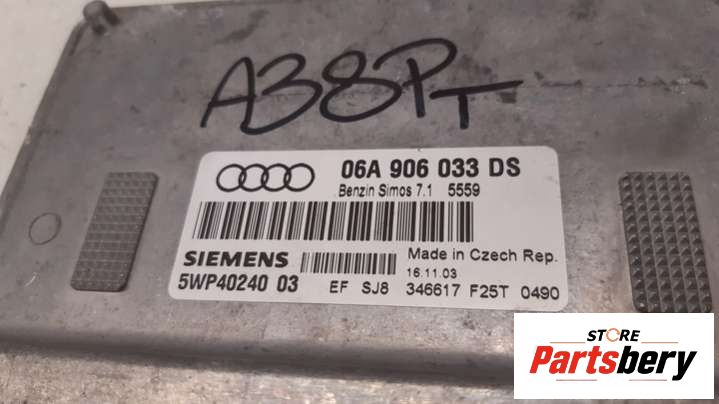 A38PT
06A 906 033 DS
Benzin Simos 7.1 5559
SIEMENS
Made in Czech Rep.
16.11.03
5WP40240 03
EF SJ8 346617 F25T 0490
STORE
Partsbery